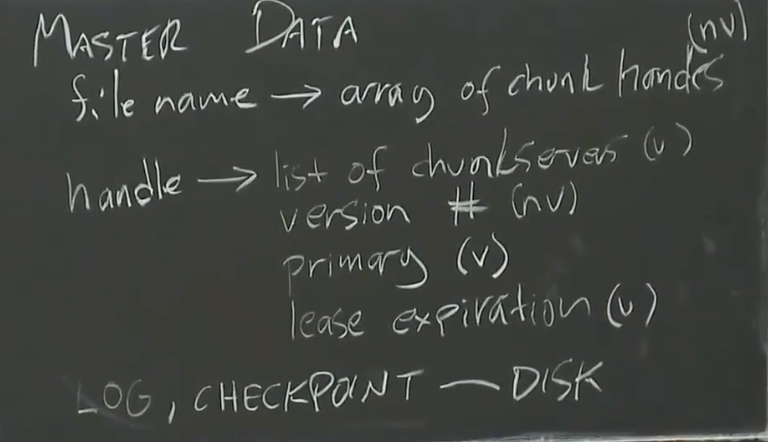 MASTER DATA
(nv)
file name → array of chunk handes
handle → list of chunkservers (v)
version # (nv)
primary (v)
lease expiration (v)
LOG, CHECKPOINT — DISK